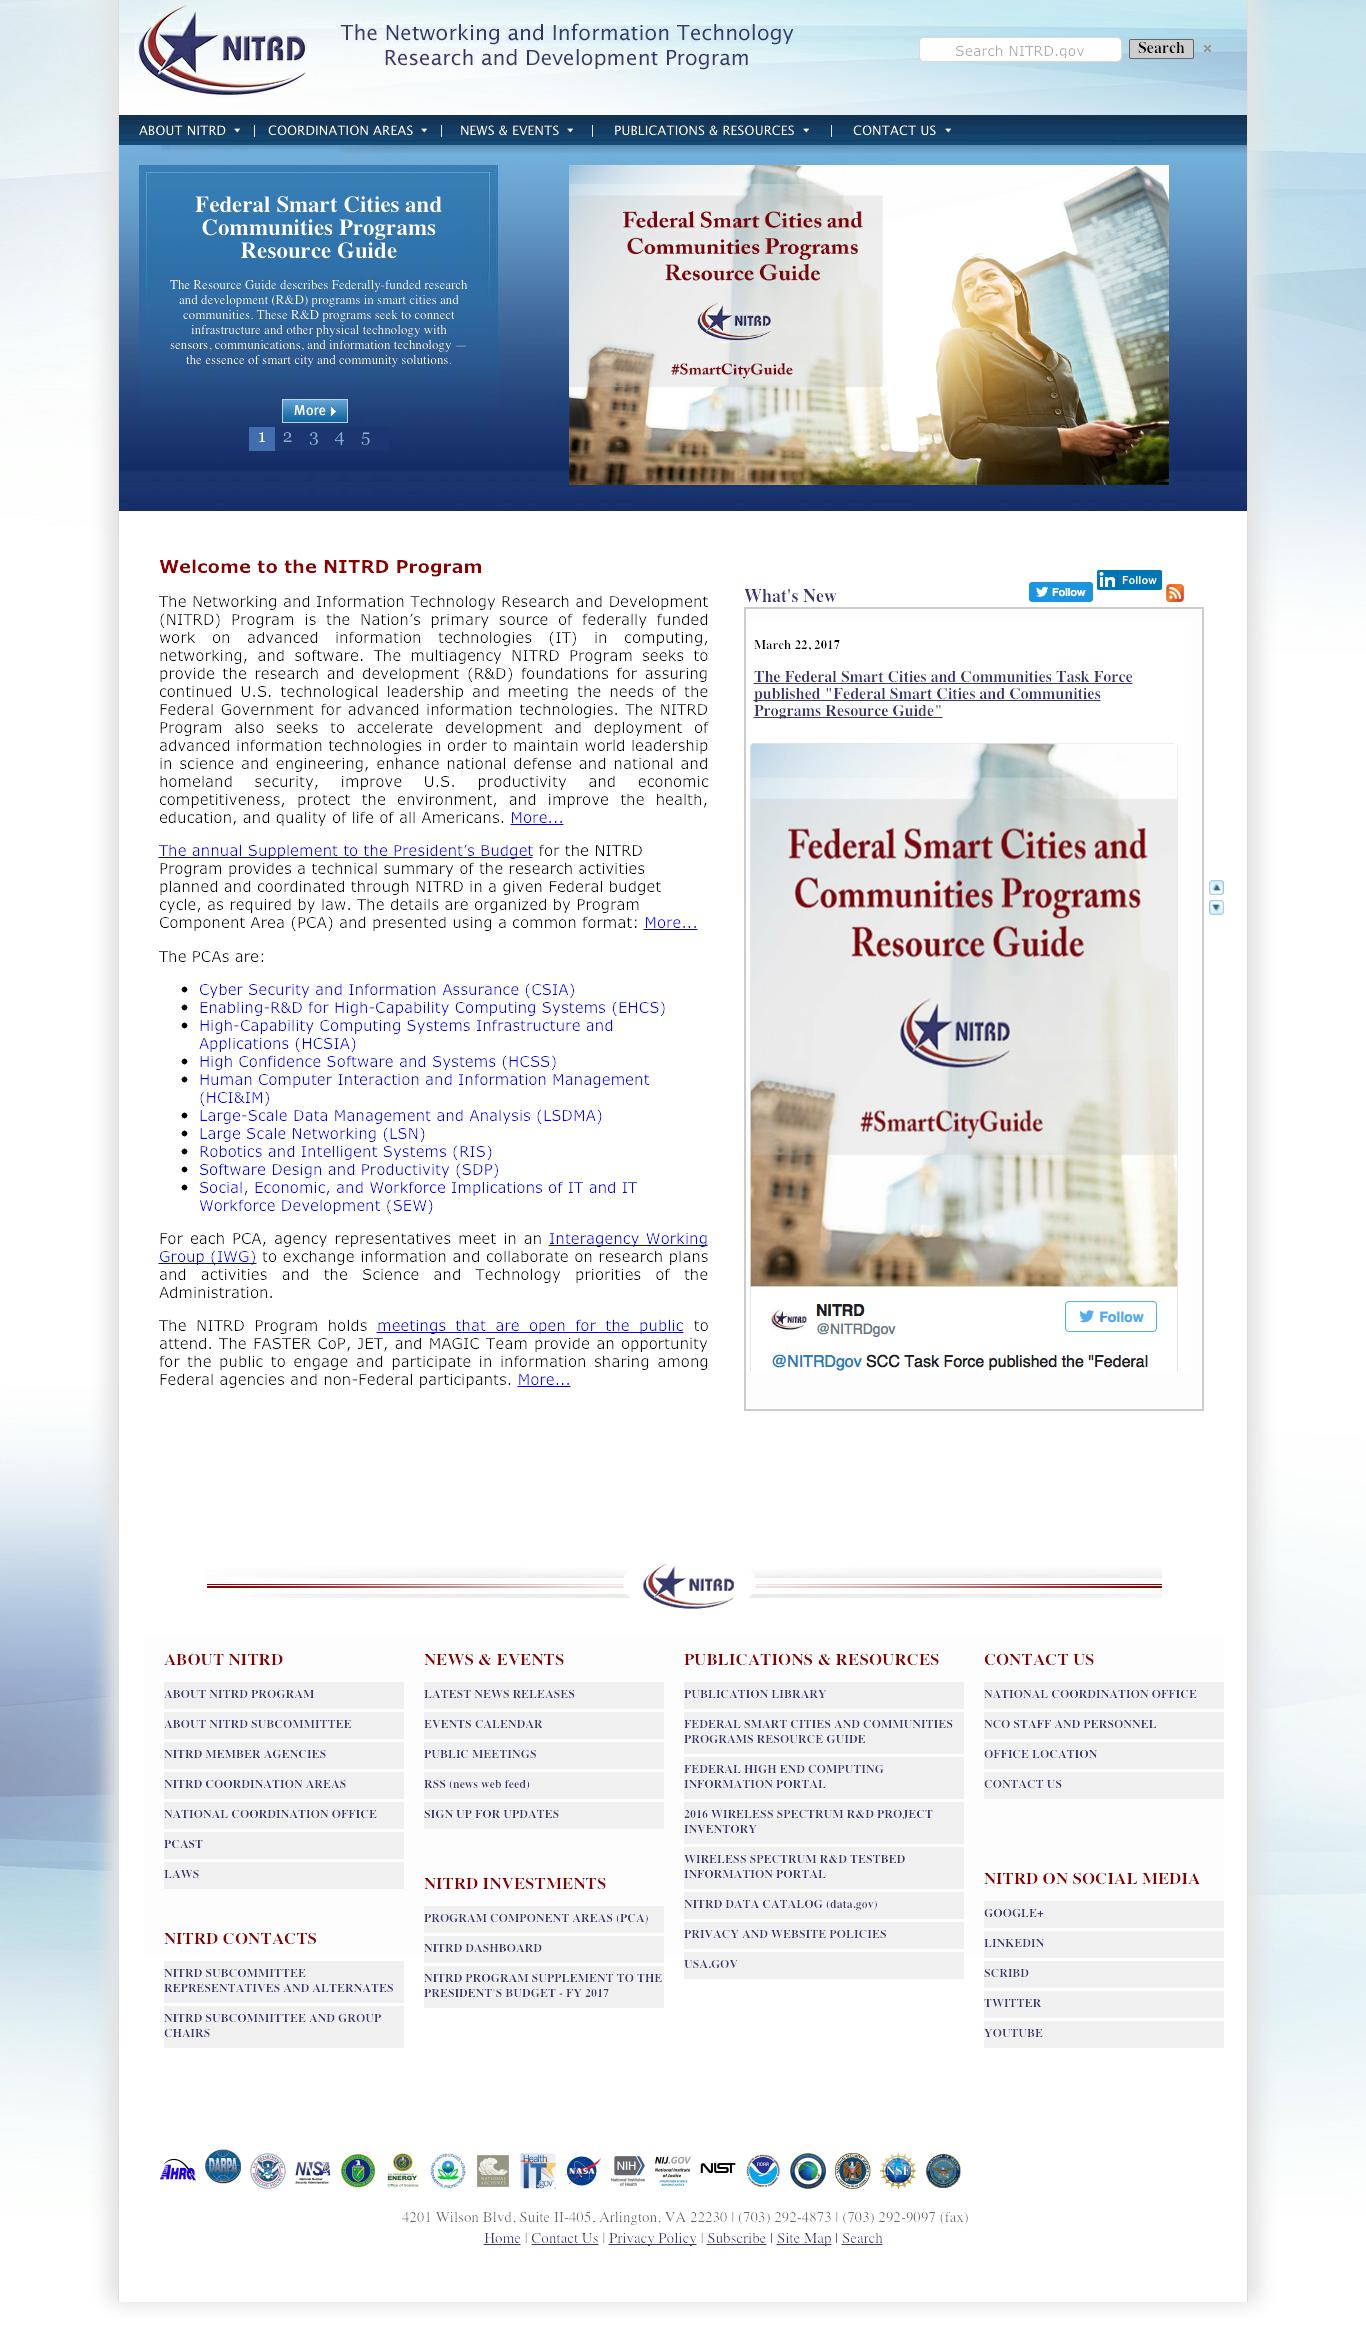 NITRD
The Networking and Information Technology
Research and Development Program
Search NITRD.gov
Search
×
ABOUT NITRD
|
COORDINATION AREAS
|
NEWS & EVENTS
|
PUBLICATIONS & RESOURCES
|
CONTACT US
Federal Smart Cities and
Communities Programs
Resource Guide
The Resource Guide describes Federally-funded research
and development (R&D) programs in smart cities and
communities. These R&D programs seek to connect
infrastructure and other physical technology with
sensors, communications, and information technology —
the essence of smart city and community solutions.
More
1 2 3 4 5
Federal Smart Cities and
Communities Programs
Resource Guide
NITRD
#SmartCityGuide
Welcome to the NITRD Program
The Networking and Information Technology Research and Development
(NITRD) Program is the Nation’s primary source of federally funded
work on advanced information technologies (IT) in computing,
networking, and software. The multiagency NITRD Program seeks to
provide the research and development (R&D) foundations for assuring
continued U.S. technological leadership and meeting the needs of the
Federal Government for advanced information technologies. The NITRD
Program also seeks to accelerate development and deployment of
advanced information technologies in order to maintain world leadership
in science and engineering, enhance national defense and national and
homeland security, improve U.S. productivity and economic
competitiveness, protect the environment, and improve the health,
education, and quality of life of all Americans. More...
The annual Supplement to the President’s Budget for the NITRD
Program provides a technical summary of the research activities
planned and coordinated through NITRD in a given Federal budget
cycle, as required by law. The details are organized by Program
Component Area (PCA) and presented using a common format: More...
The PCAs are:
Cyber Security and Information Assurance (CSIA)
Enabling-R&D for High-Capability Computing Systems (EHCS)
High-Capability Computing Systems Infrastructure and
Applications (HCSIA)
High Confidence Software and Systems (HCSS)
Human Computer Interaction and Information Management
(HCI&IM)
Large-Scale Data Management and Analysis (LSDMA)
Large Scale Networking (LSN)
Robotics and Intelligent Systems (RIS)
Software Design and Productivity (SDP)
Social, Economic, and Workforce Implications of IT and IT
Workforce Development (SEW)
For each PCA, agency representatives meet in an Interagency Working
Group (IWG) to exchange information and collaborate on research plans
and activities and the Science and Technology priorities of the
Administration.
The NITRD Program holds meetings that are open for the public to
attend. The FASTER CoP, JET, and MAGIC Team provide an opportunity
for the public to engage and participate in information sharing among
Federal agencies and non-Federal participants. More...
What's New
Follow
in Follow
March 22, 2017
The Federal Smart Cities and Communities Task Force
published "Federal Smart Cities and Communities
Programs Resource Guide"
Federal Smart Cities and
Communities Programs
Resource Guide
NITRD
#SmartCityGuide
NITRD
NITRD
@NITRDgov
Follow
@NITRDgov SCC Task Force published the "Federal
NITRD
ABOUT NITRD
ABOUT NITRD PROGRAM
ABOUT NITRD SUBCOMMITTEE
NITRD MEMBER AGENCIES
NITRD COORDINATION AREAS
NATIONAL COORDINATION OFFICE
PCAST
LAWS
NITRD CONTACTS
NITRD SUBCOMMITTEE
REPRESENTATIVES AND ALTERNATES
NITRD SUBCOMMITTEE AND GROUP
CHAIRS
NEWS & EVENTS
LATEST NEWS RELEASES
EVENTS CALENDAR
PUBLIC MEETINGS
RSS (news web feed)
SIGN UP FOR UPDATES
NITRD INVESTMENTS
PROGRAM COMPONENT AREAS (PCA)
NITRD DASHBOARD
NITRD PROGRAM SUPPLEMENT TO THE
PRESIDENT'S BUDGET - FY 2017
PUBLICATIONS & RESOURCES
PUBLICATION LIBRARY
FEDERAL SMART CITIES AND COMMUNITIES
PROGRAMS RESOURCE GUIDE
FEDERAL HIGH END COMPUTING
INFORMATION PORTAL
2016 WIRELESS SPECTRUM R&D PROJECT
INVENTORY
WIRELESS SPECTRUM R&D TESTBED
INFORMATION PORTAL
NITRD DATA CATALOG (data.gov)
PRIVACY AND WEBSITE POLICIES
USA.GOV
CONTACT US
NATIONAL COORDINATION OFFICE
NCO STAFF AND PERSONNEL
OFFICE LOCATION
CONTACT US
NITRD ON SOCIAL MEDIA
GOOGLE+
LINKEDIN
SCRIBD
TWITTER
YOUTUBE
AHRQ
DARPA
NNSA
ENERGY
Health
IT
.gov
NASA
NIH
NIJ.GOV
NIST
NOAA
NSF
4201 Wilson Blvd, Suite II-405, Arlington, VA 22230 | (703) 292-4873 | (703) 292-9097 (fax)
Home | Contact Us | Privacy Policy | Subscribe | Site Map | Search